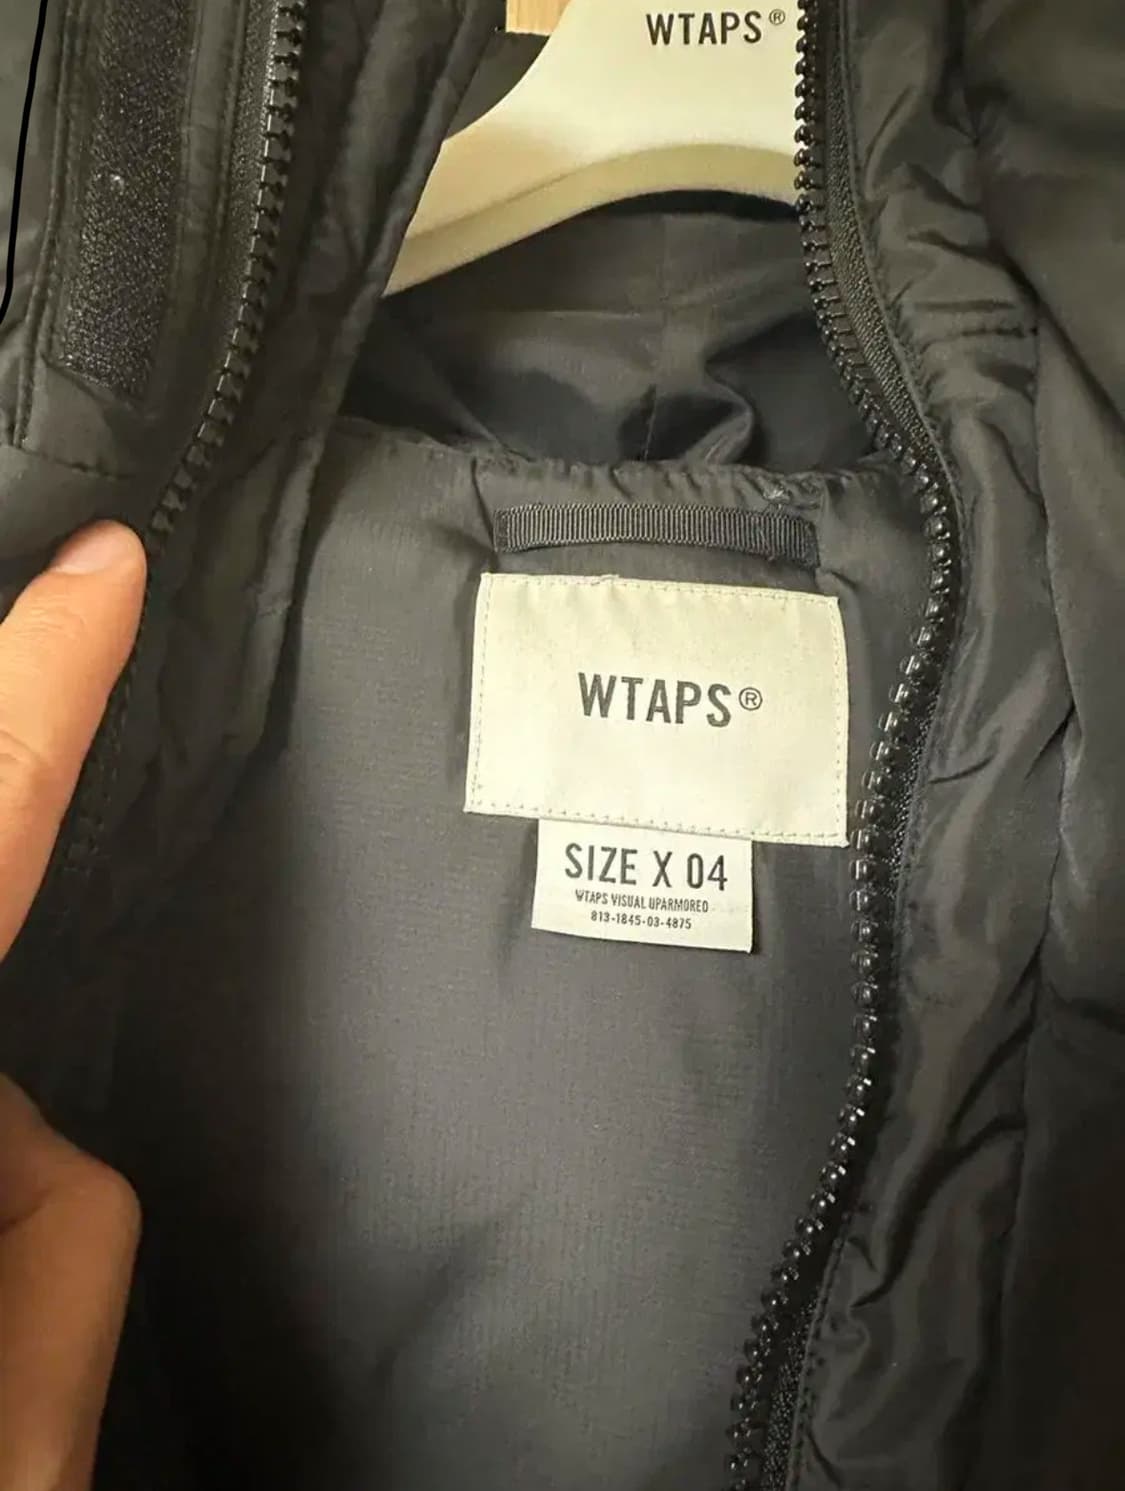 WTAPS®
WTAPS®
SIZE X 04
WTAPS VISUAL UPARMORED
813-1845-03-4875